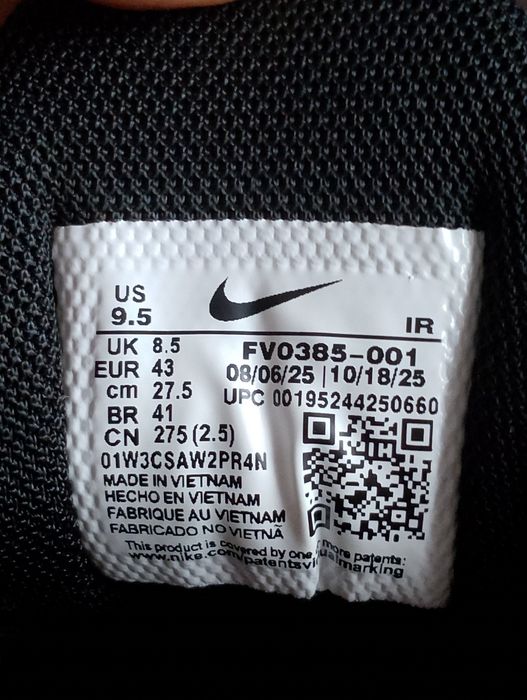 US
9.5
IR
UK 8.5
EUR 43
cm 27.5
BR 41
CN 275 (2.5)
FV0385-001
08/06/25 | 10/18/25
UPC 00195244250660
01W3CSAW2PR4N
MADE IN VIETNAM
HECHO EN VIETNAM
FABRIQUE AU VIETNAM
FABRICADO NO VIETNÃ
This product is covered by one more patents:
www.nike.com/patents